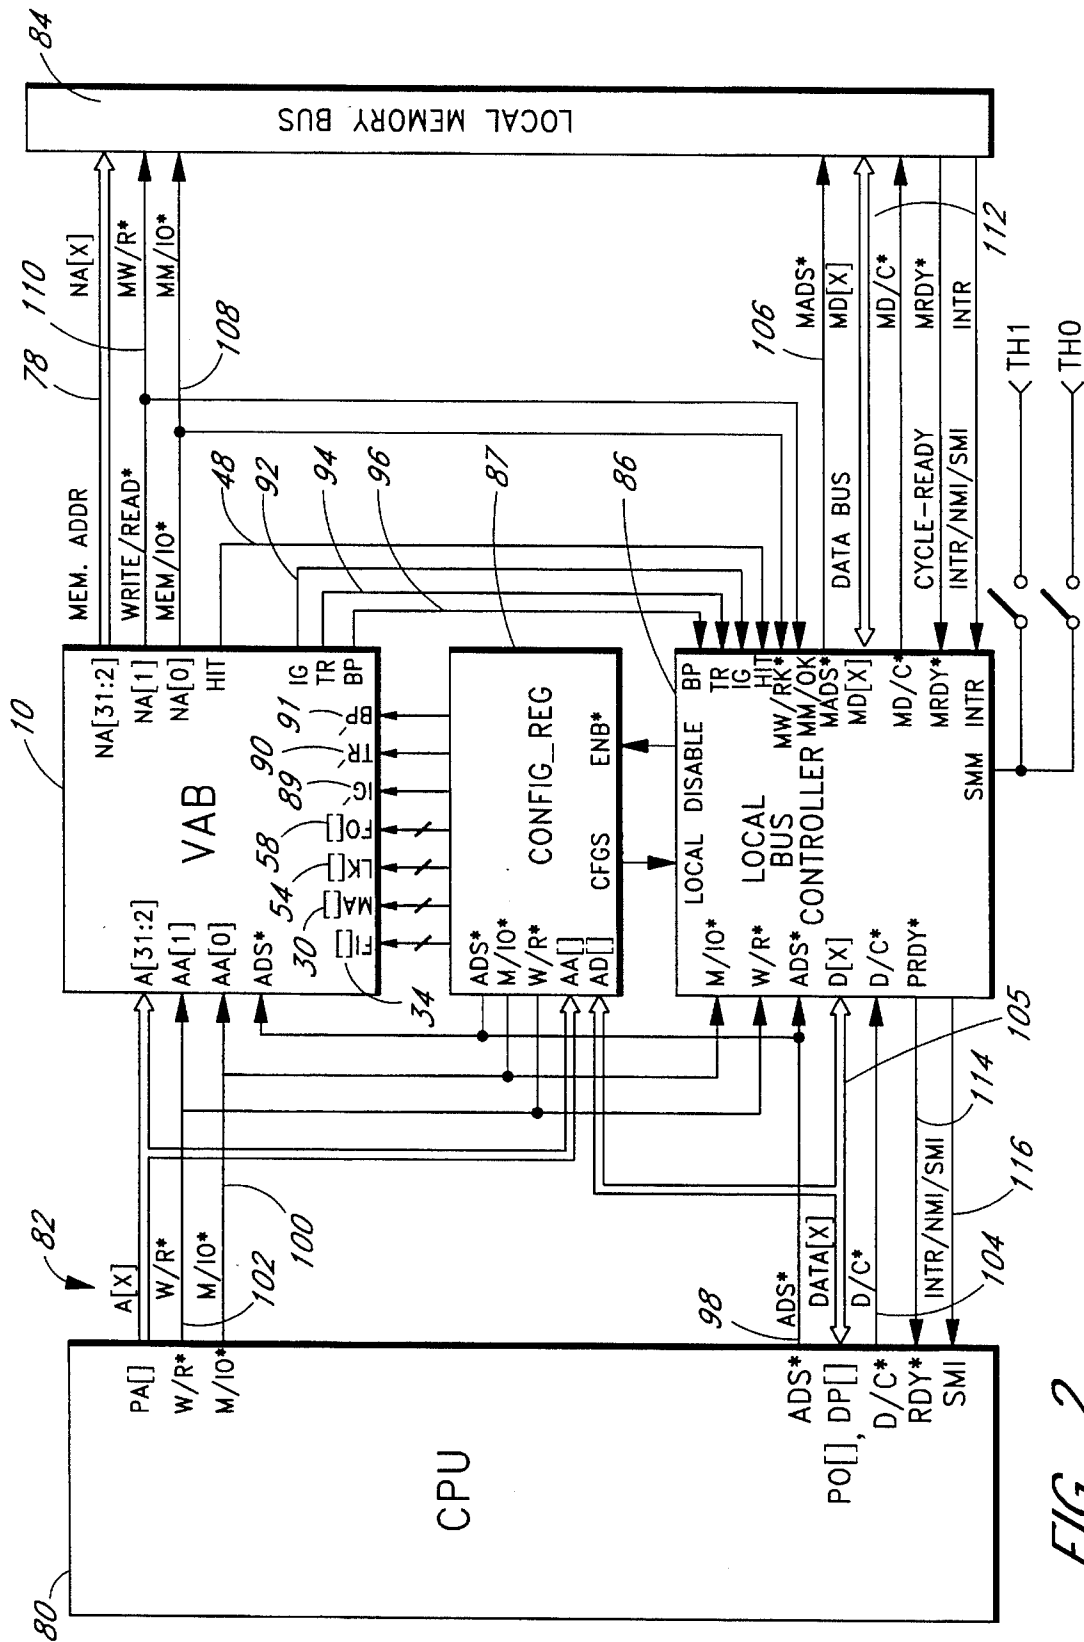 80
CPU
PA[]
W/R*
M/IO*
ADS*
PO[], DP[]
D/C*
RDY*
SMI
82
A[X]
W/R*
M/IO*
102
100
98
ADS*
DATA[X]
D/C*
INTR/NMI/SMI
104
116
114
105
10
VAB
A[31:2]
AA[1]
AA[0]
ADS*
NA[31:2]
NA[1]
NA[0]
HIT
IG
TR
BP
FI[]
MA[]
LK[]
FO[]
IG
TR
BP
34
30
54
58
89
90
91
CONFIG_REG
ADS*
M/IO*
W/R*
AA[]
AD[]
CFGS
ENB*
87
86
LOCAL DISABLE
LOCAL
BUS
CONTROLLER
M/IO*
W/R*
ADS*
D[X]
D/C*
PRDY*
BP
TR
IG
HIT
MW/RK*
MM/OK
MADS*
MD[X]
MD/C*
MRDY*
INTR
SMM
MEM. ADDR
WRITE/READ*
MEM/IO*
78
110
108
NA[X]
MW/R*
MM/IO*
48
92
94
96
106
MADS*
MD[X]
MD/C*
MRDY*
INTR
DATA BUS
CYCLE-READY
INTR/NMI/SMI
112
TH1
TH0
84
LOCAL MEMORY BUS
FIG. 2